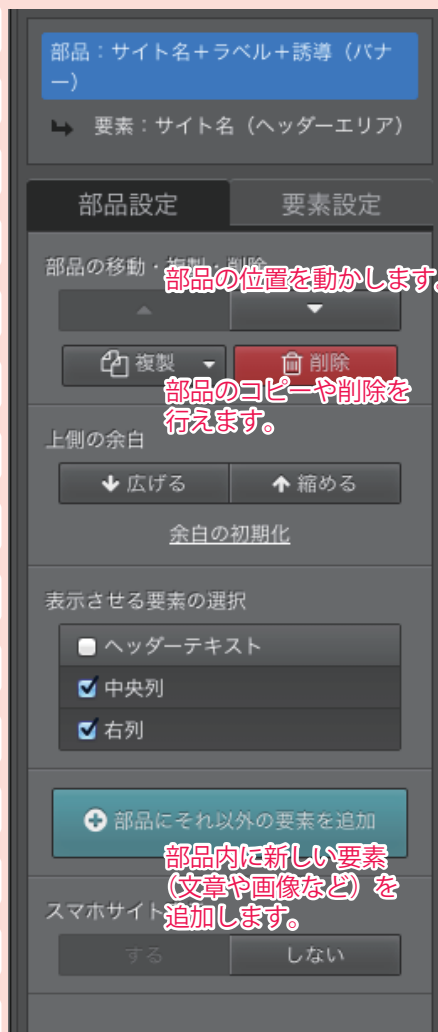 部品：サイト名＋ラベル＋誘導（バナ
ー）
要素：サイト名（ヘッダーエリア）
部品設定
要素設定
部品の移動・複製・削除
部品の位置を動かします。
複製
削除
部品のコピーや削除を
行えます。
上側の余白
広げる
縮める
余白の初期化
表示させる要素の選択
ヘッダーテキスト
中央列
右列
部品にそれ以外の要素を追加
部品内に新しい要素
（文章や画像など）を
追加します。
スマホサイト
する
しない